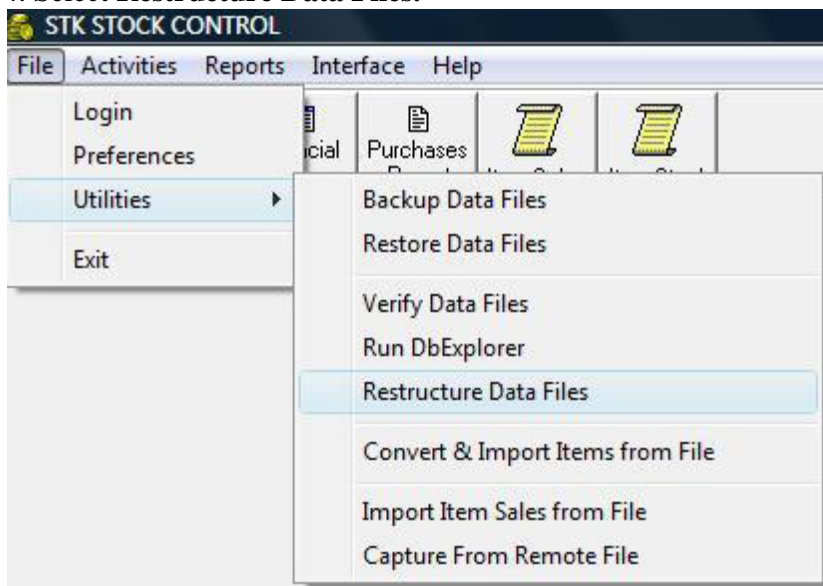 STK STOCK CONTROL
File Activities Reports Interface Help
Login
Preferences
Utilities
Exit
Purchases
Backup Data Files
Restore Data Files
Verify Data Files
Run DbExplorer
Restructure Data Files
Convert & Import Items from File
Import Item Sales from File
Capture From Remote File